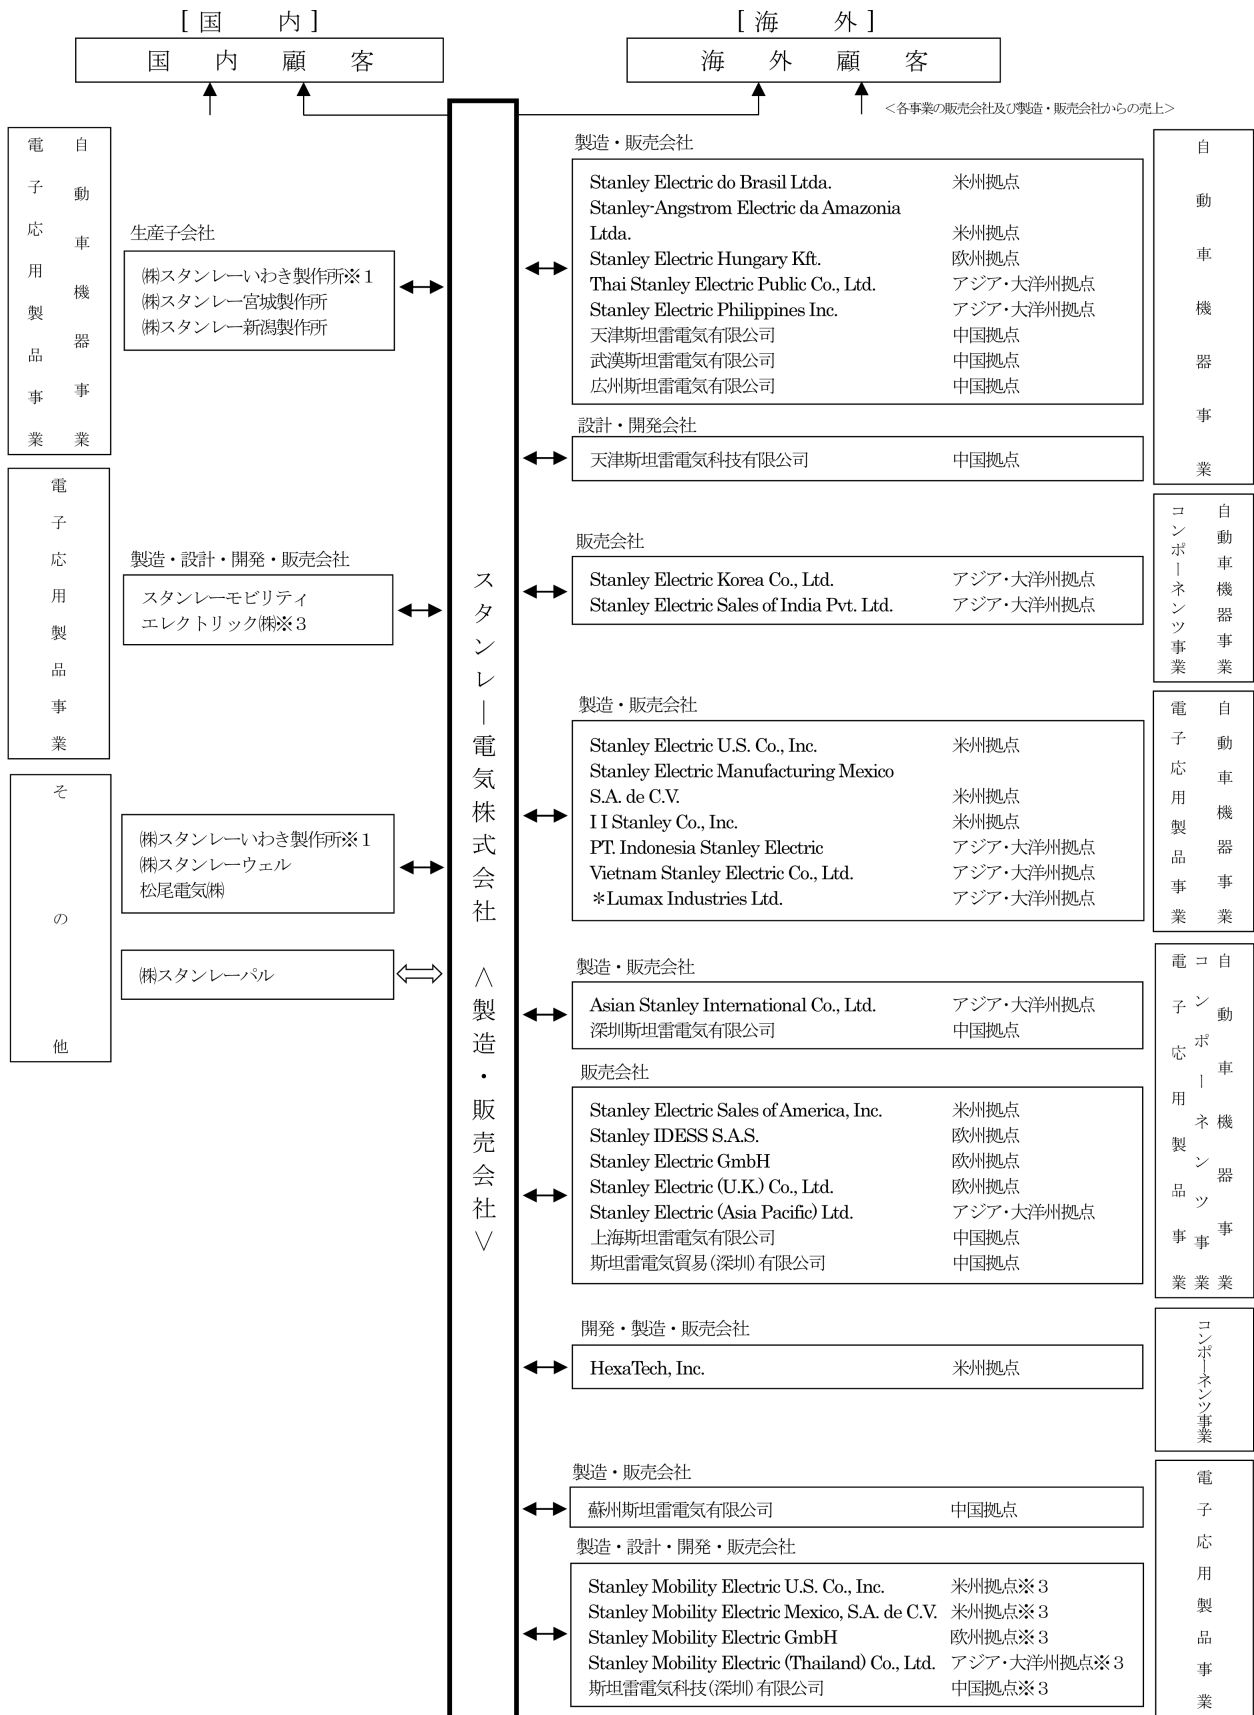 [ 国 内 ]
国 内 顧 客
[ 海 外 ]
海 外 顧 客
＜各事業の販売会社及び製造・販売会社からの売上＞
自動車機器事業
電子応用製品事業
生産子会社
㈱スタンレーいわき製作所※１
㈱スタンレー宮城製作所
㈱スタンレー新潟製作所
電子応用製品事業
製造・設計・開発・販売会社
スタンレーモビリティ
エレクトリック㈱※３
その他
㈱スタンレーいわき製作所※１
㈱スタンレーウェル
松尾電気㈱
㈱スタンレーパル
スタンレー電気株式会社 ＜製造・販売会社＞
製造・販売会社
Stanley Electric do Brasil Ltda. 米州拠点
Stanley-Angstrom Electric da Amazonia
Ltda. 米州拠点
Stanley Electric Hungary Kft. 欧州拠点
Thai Stanley Electric Public Co., Ltd. アジア・大洋州拠点
Stanley Electric Philippines Inc. アジア・大洋州拠点
天津斯坦雷電気有限公司 中国拠点
武漢斯坦雷電気有限公司 中国拠点
広州斯坦雷電気有限公司 中国拠点
設計・開発会社
天津斯坦雷電気科技有限公司 中国拠点
自動車機器事業
販売会社
Stanley Electric Korea Co., Ltd. アジア・大洋州拠点
Stanley Electric Sales of India Pvt. Ltd. アジア・大洋州拠点
自動車機器事業
コンポーネンツ事業
製造・販売会社
Stanley Electric U.S. Co., Inc. 米州拠点
Stanley Electric Manufacturing Mexico
S.A. de C.V. 米州拠点
I I Stanley Co., Inc. 米州拠点
PT. Indonesia Stanley Electric アジア・大洋州拠点
Vietnam Stanley Electric Co., Ltd. アジア・大洋州拠点
＊Lumax Industries Ltd. アジア・大洋州拠点
自動車機器事業
電子応用製品事業
製造・販売会社
Asian Stanley International Co., Ltd. アジア・大洋州拠点
深圳斯坦雷電気有限公司 中国拠点
販売会社
Stanley Electric Sales of America, Inc. 米州拠点
Stanley IDESS S.A.S. 欧州拠点
Stanley Electric GmbH 欧州拠点
Stanley Electric (U.K.) Co., Ltd. 欧州拠点
Stanley Electric (Asia Pacific) Ltd. アジア・大洋州拠点
上海斯坦雷電気有限公司 中国拠点
斯坦雷電気貿易(深圳)有限公司 中国拠点
自動車機器事業
コンポーネンツ事業
電子応用製品事業
開発・製造・販売会社
HexaTech, Inc. 米州拠点
コンポーネンツ事業
製造・販売会社
蘇州斯坦雷電気有限公司 中国拠点
製造・設計・開発・販売会社
Stanley Mobility Electric U.S. Co., Inc. 米州拠点※３
Stanley Mobility Electric Mexico, S.A. de C.V. 米州拠点※３
Stanley Mobility Electric GmbH 欧州拠点※３
Stanley Mobility Electric (Thailand) Co., Ltd. アジア・大洋州拠点※３
斯坦雷電気科技(深圳)有限公司 中国拠点※３
電子応用製品事業